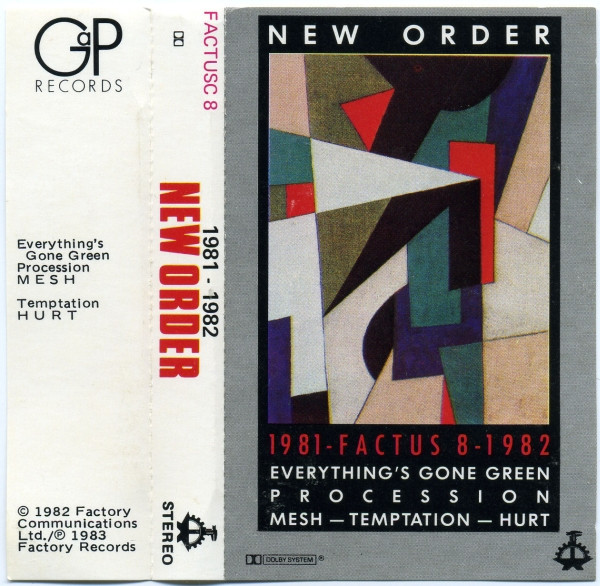 GaP
RECORDS
Everything's
Gone Green
Procession
MESH
Temptation
HURT
© 1982 Factory
Communications
Ltd./℗ 1983
Factory Records
FACTUSC 8
1981 - 1982
NEW ORDER
STEREO
NEW ORDER
1981-FACTUS 8-1982
EVERYTHING'S GONE GREEN
PROCESSION
MESH — TEMPTATION — HURT
DOLBY SYSTEM ®